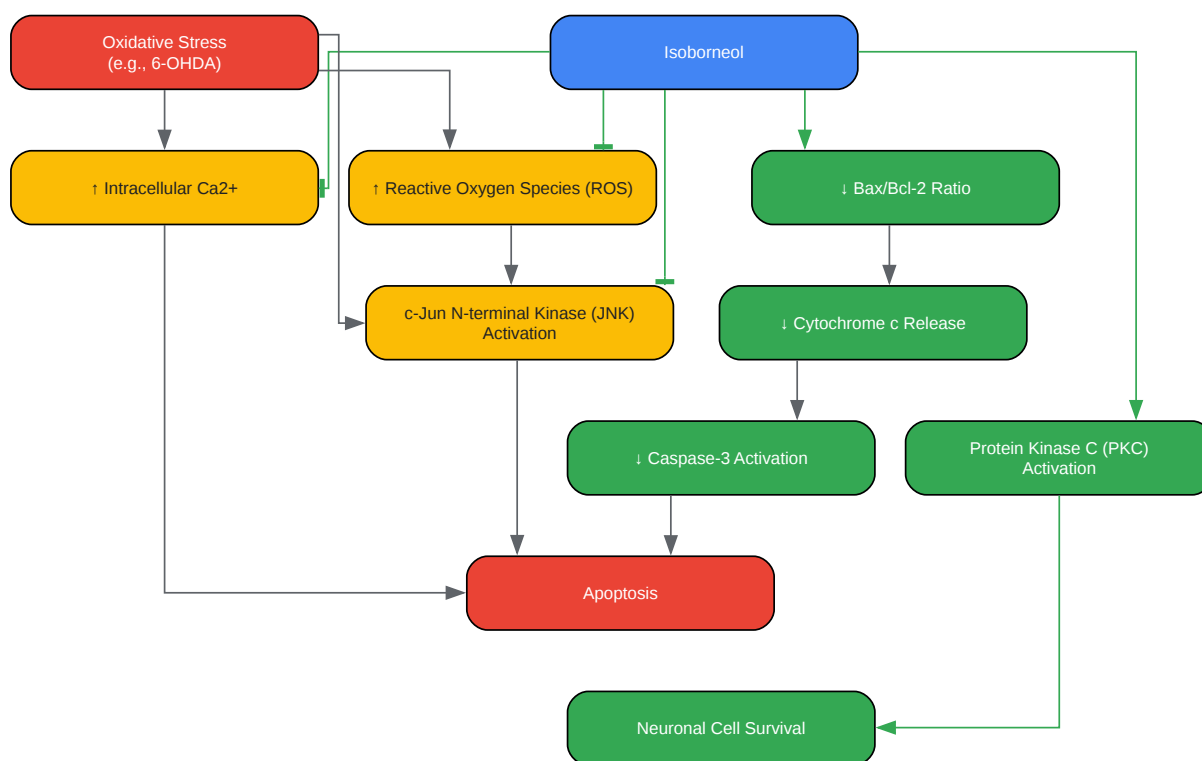 Oxidative Stress
(e.g., 6-OHDA)
Isoborneol
↑ Intracellular Ca2+
↑ Reactive Oxygen Species (ROS)
↓ Bax/Bcl-2 Ratio
c-Jun N-terminal Kinase (JNK)
Activation
↓ Cytochrome c Release
↓ Caspase-3 Activation
Protein Kinase C (PKC)
Activation
Apoptosis
Neuronal Cell Survival